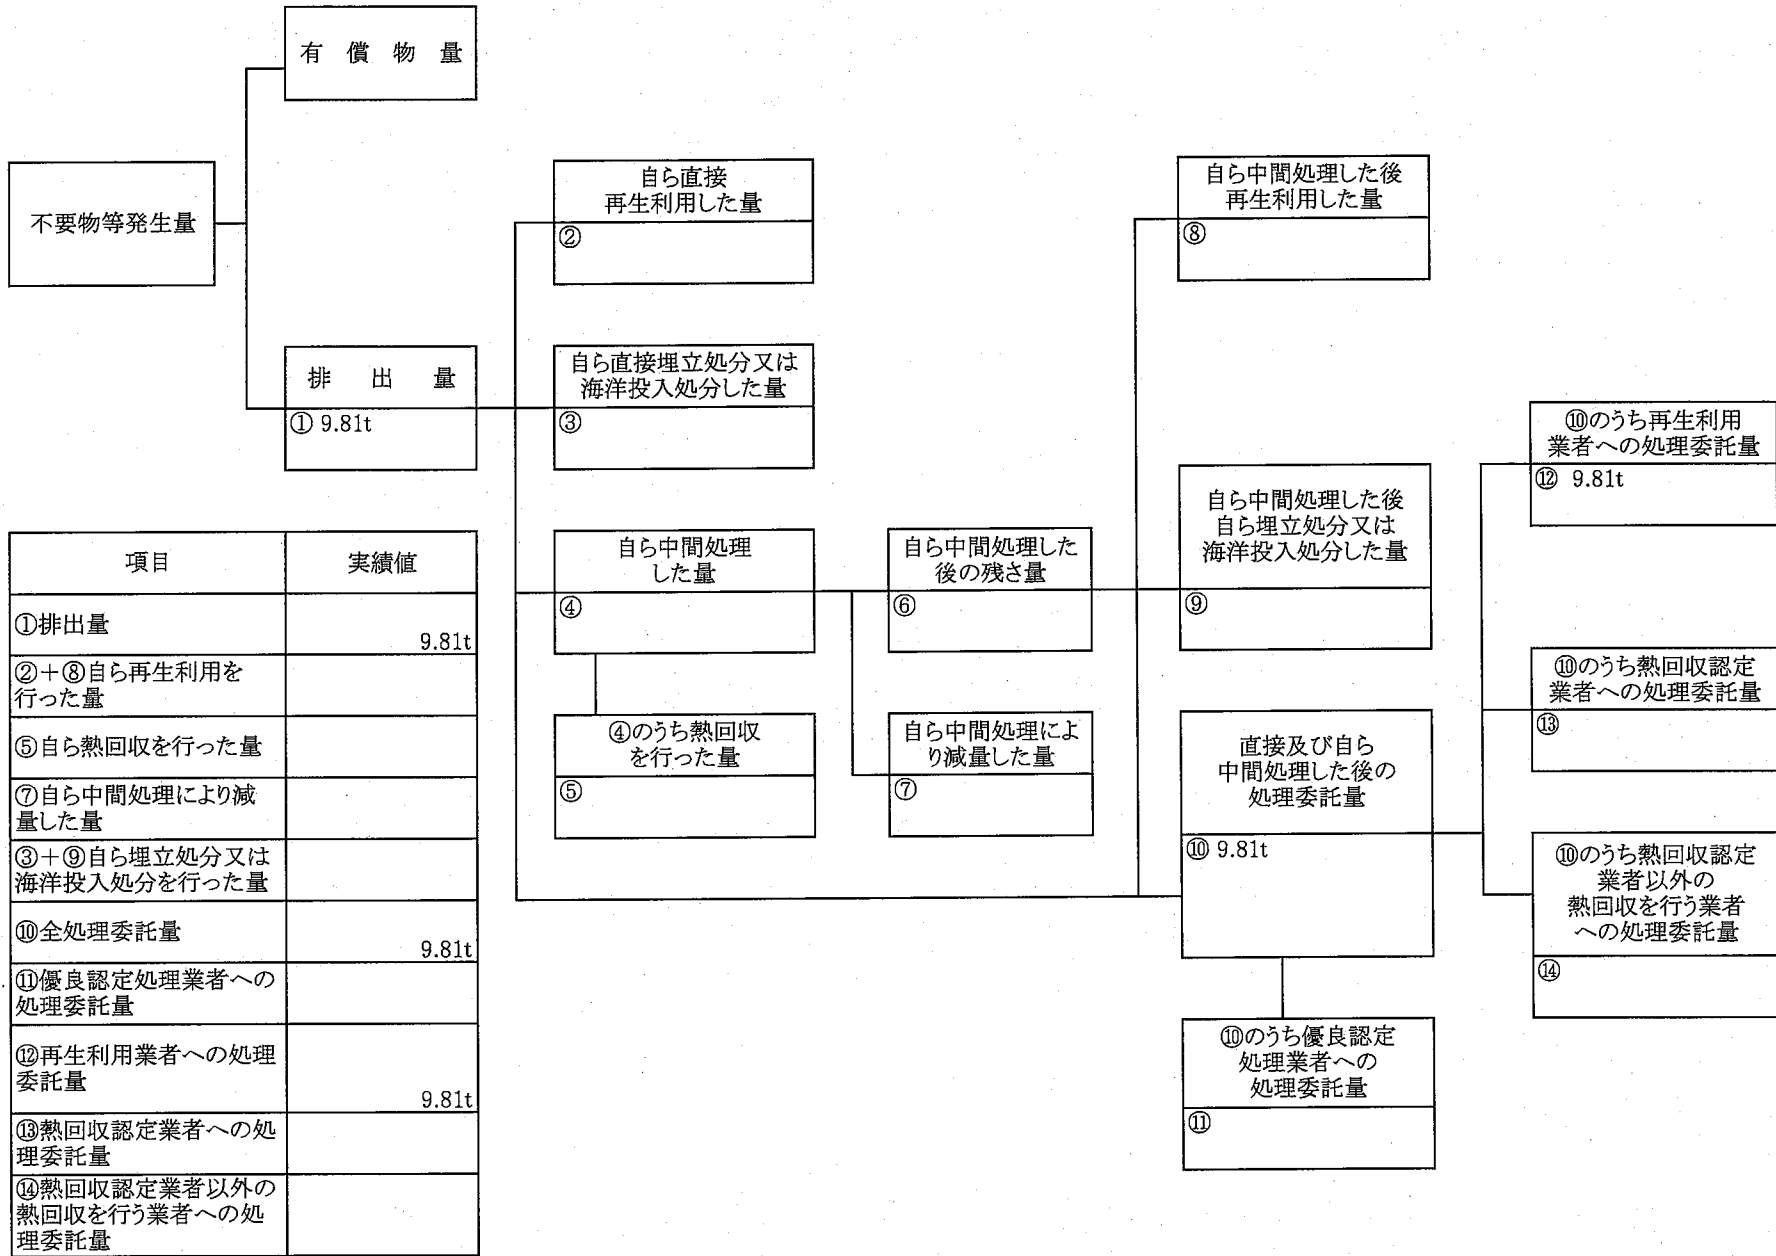 有償物量
不要物等発生量
排出量
① 9.81t
自ら直接
再生利用した量
②
自ら直接埋立処分又は
海洋投入処分した量
③
自ら中間処理
した量
④
④のうち熱回収
を行った量
⑤
自ら中間処理した
後の残さ量
⑥
自ら中間処理によ
り減量した量
⑦
自ら中間処理した後
再生利用した量
⑧
自ら中間処理した後
自ら埋立処分又は
海洋投入処分した量
⑨
直接及び自ら
中間処理した後の
処理委託量
⑩ 9.81t
⑩のうち優良認定
処理業者への
処理委託量
⑪
⑩のうち再生利用
業者への処理委託量
⑫ 9.81t
⑩のうち熱回収認定
業者への処理委託量
⑬
⑩のうち熱回収認定
業者以外の
熱回収を行う業者
への処理委託量
⑭
項目 実績値
①排出量
9.81t
②+⑧自ら再生利用を
行った量
⑤自ら熱回収を行った量
⑦自ら中間処理により減
量した量
③+⑨自ら埋立処分又は
海洋投入処分を行った量
⑩全処理委託量
9.81t
⑪優良認定処理業者への
処理委託量
⑫再生利用業者への処理
委託量
9.81t
⑬熱回収認定業者への処
理委託量
⑭熱回収認定業者以外の
熱回収を行う業者への処
理委託量